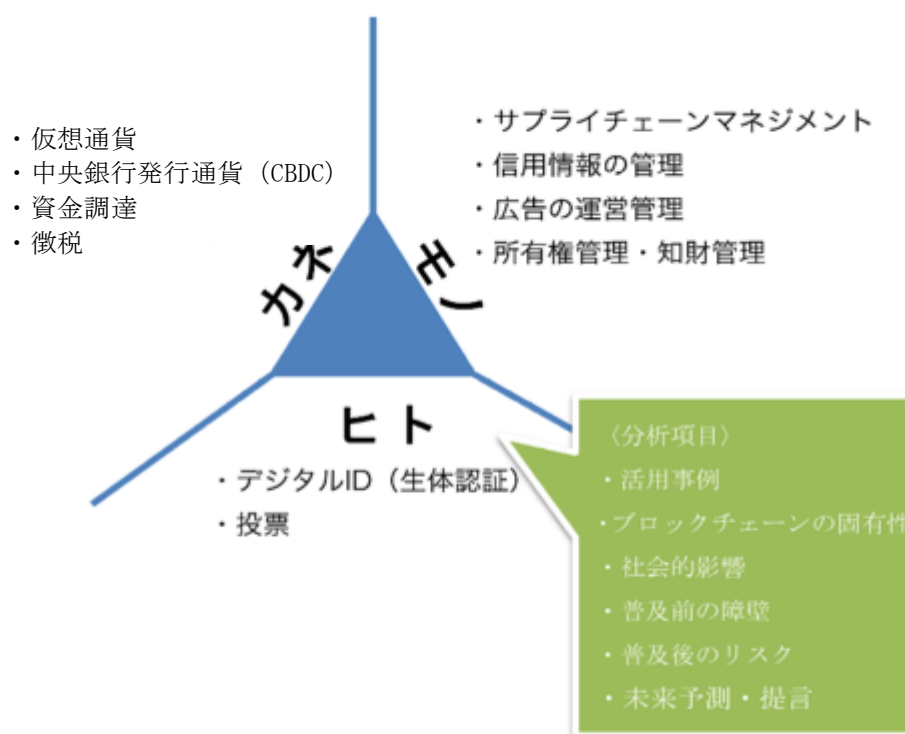 ・仮想通貨
・中央銀行発行通貨（CBDC）
・資金調達
・徴税
・サプライチェーンマネジメント
・信用情報の管理
・広告の運営管理
・所有権管理・知財管理
カネ
モノ
ヒト
・デジタルID（生体認証）
・投票
〈分析項目〉
・活用事例
・ブロックチェーンの固有性
・社会的影響
・普及前の障壁
・普及後のリスク
・未来予測・提言